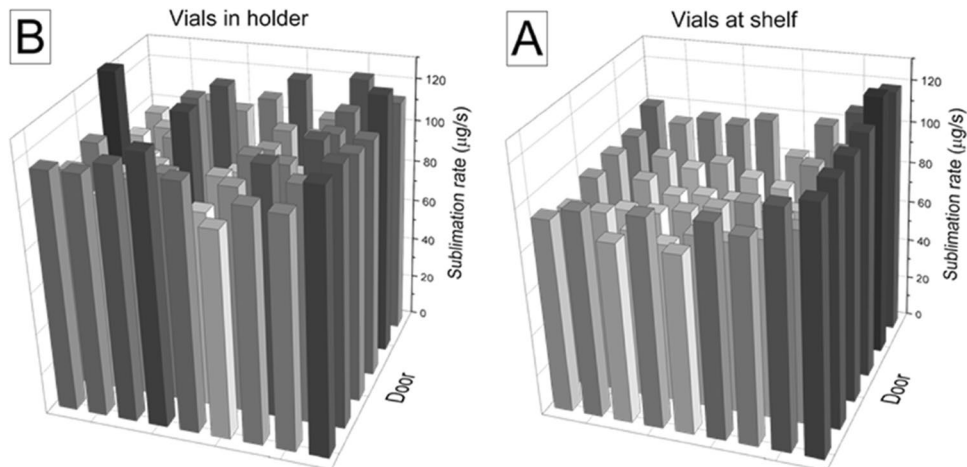 B
Vials in holder
120
100
80
60
40
20
0
Sublimation rate (µg/s)
Door
A
Vials at shelf
120
100
80
60
40
20
0
Sublimation rate (µg/s)
Door